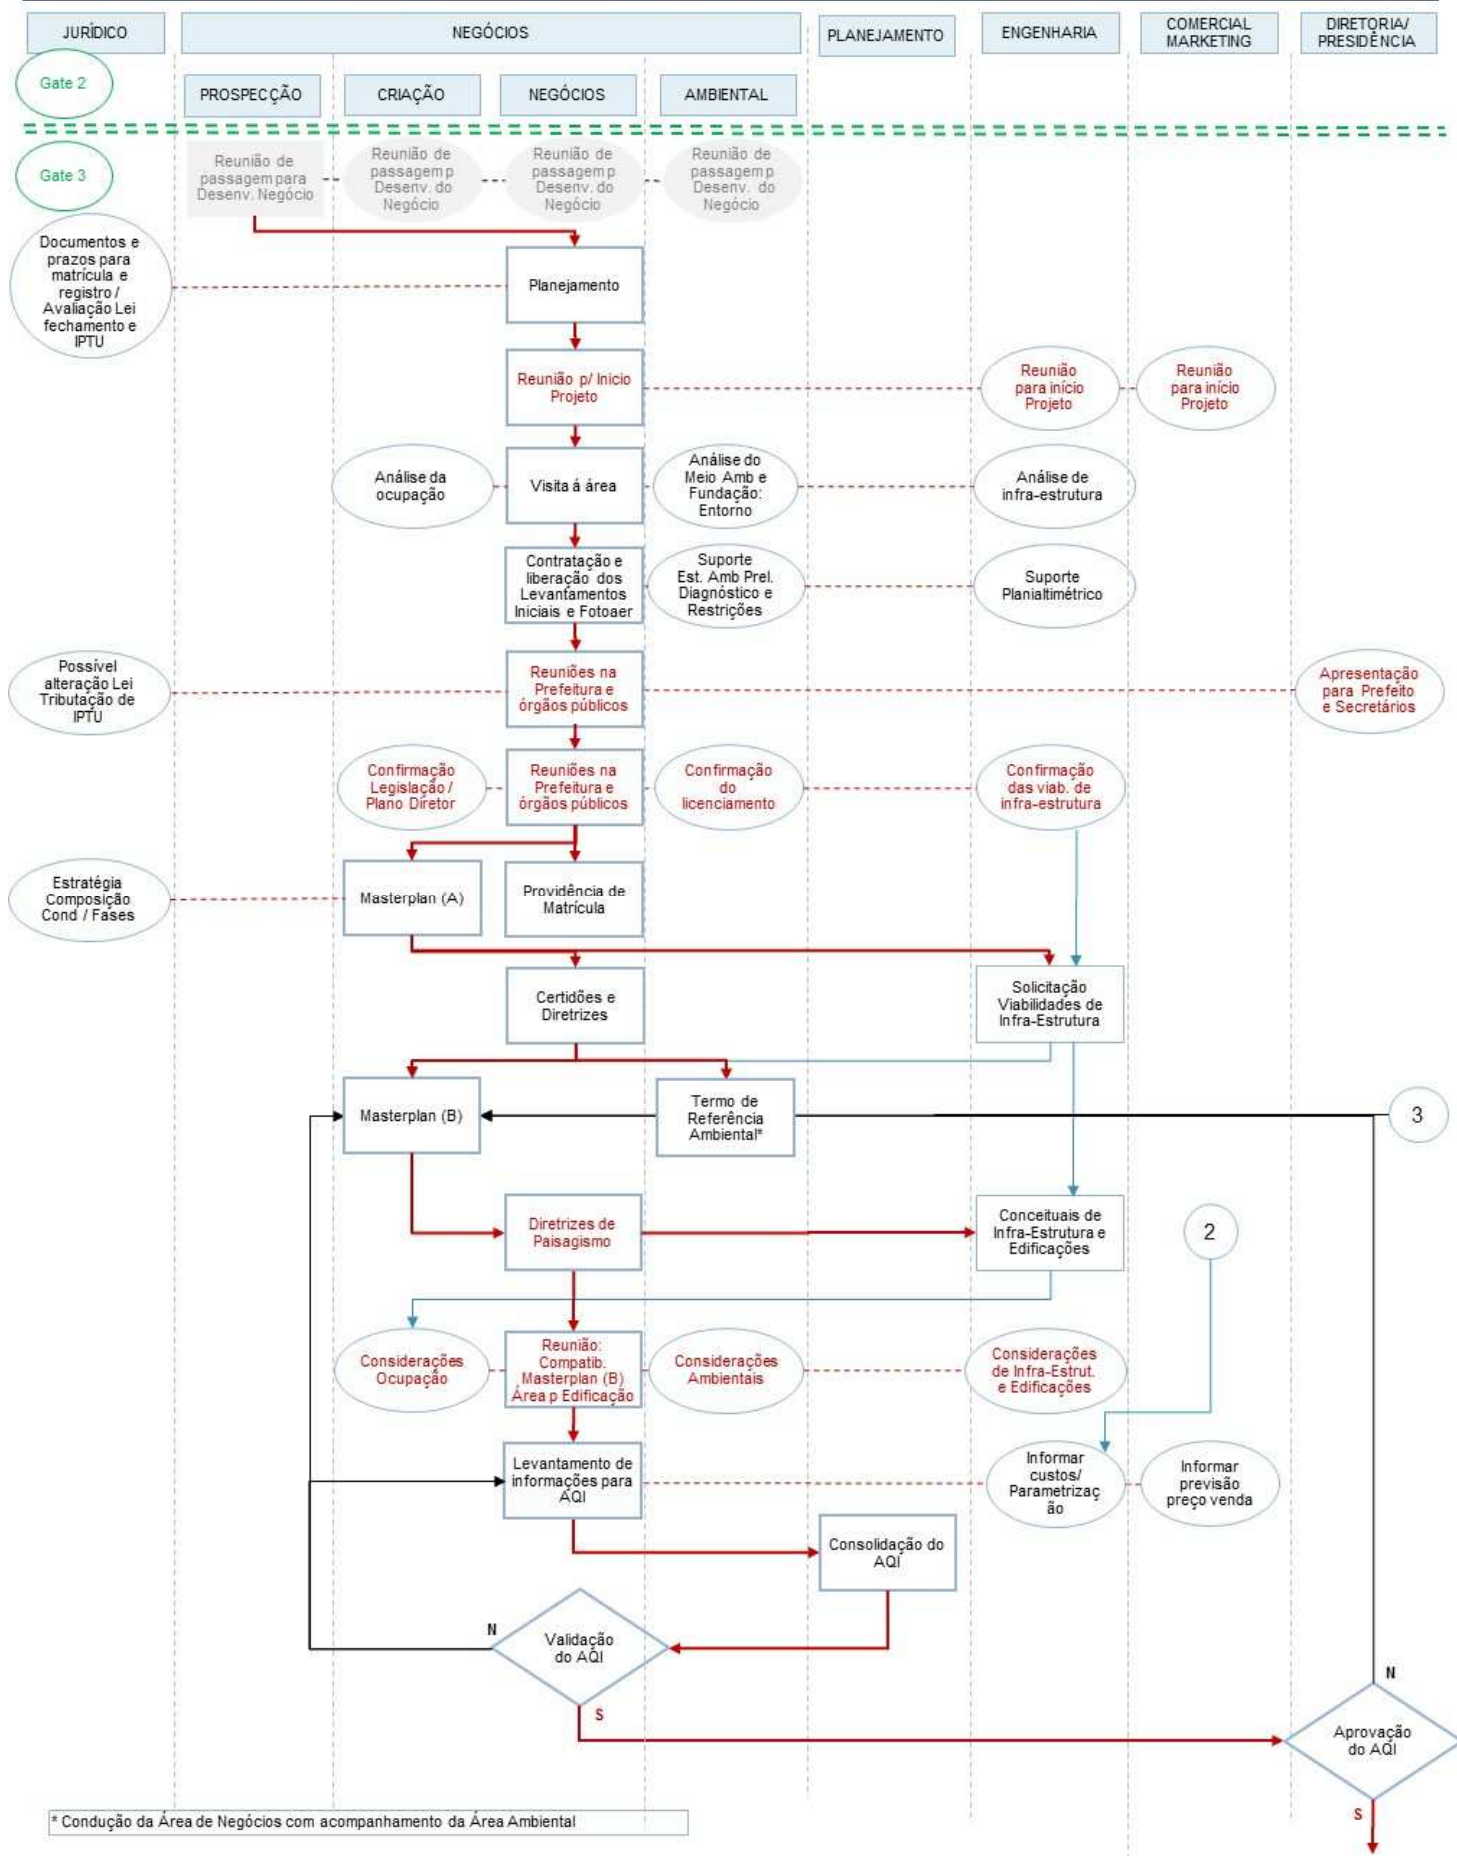 JURÍDICO
NEGÓCIOS
PLANEJAMENTO
ENGENHARIA
COMERCIAL
MARKETING
DIRETORIA/
PRESIDÊNCIA
Gate 2
PROSPECÇÃO
CRIAÇÃO
NEGÓCIOS
AMBIENTAL
Gate 3
Reunião de
passagem para
Desenv. Negócio
Reunião de
passagem p
Desenv. do
Negócio
Reunião de
passagem p
Desenv. do
Negócio
Reunião de
passagem p
Desenv. do
Negócio
Documentos e
prazos para
matrícula e
registro /
Avaliação Lei
fechamento e
IPTU
Planejamento
Reunião p/ Inicio
Projeto
Reunião
para início
Projeto
Reunião
para início
Projeto
Análise da
ocupação
Visita á área
Análise do
Meio Amb e
Fundação:
Entorno
Análise de
infra-estrutura
Contratação e
liberação dos
Levantamentos
Iniciais e Fotoaer
Suporte
Est. Amb Prel.
Diagnóstico e
Restrições
Suporte
Planialtimétrico
Possível
alteração Lei
Tributação de
IPTU
Reuniões na
Prefeitura e
órgãos públicos
Apresentação
para Prefeito
e Secretários
Confirmação
Legislação /
Plano Diretor
Reuniões na
Prefeitura e
órgãos públicos
Confirmação
do
licenciamento
Confirmação
das viab. de
infra-estrutura
Estratégia
Composição
Cond / Fases
Masterplan (A)
Providência de
Matrícula
Certidões e
Diretrizes
Solicitação
Viabilidades de
Infra-Estrutura
Masterplan (B)
Termo de
Referência
Ambiental*
3
Diretrizes de
Paisagismo
Conceituais de
Infra-Estrutura e
Edificações
2
Considerações
Ocupação
Reunião:
Compatib.
Masterplan (B)
Área p Edificação
Considerações
Ambientais
Considerações
de Infra-Estrut.
e Edificações
Levantamento de
informações para
AQI
Informar
custos/
Parametrizaç
ão
Informar
previsão
preço venda
Consolidação do
AQI
N
Validação
do AQI
S
N
Aprovação
do AQI
S
* Condução da Área de Negócios com acompanhamento da Área Ambiental